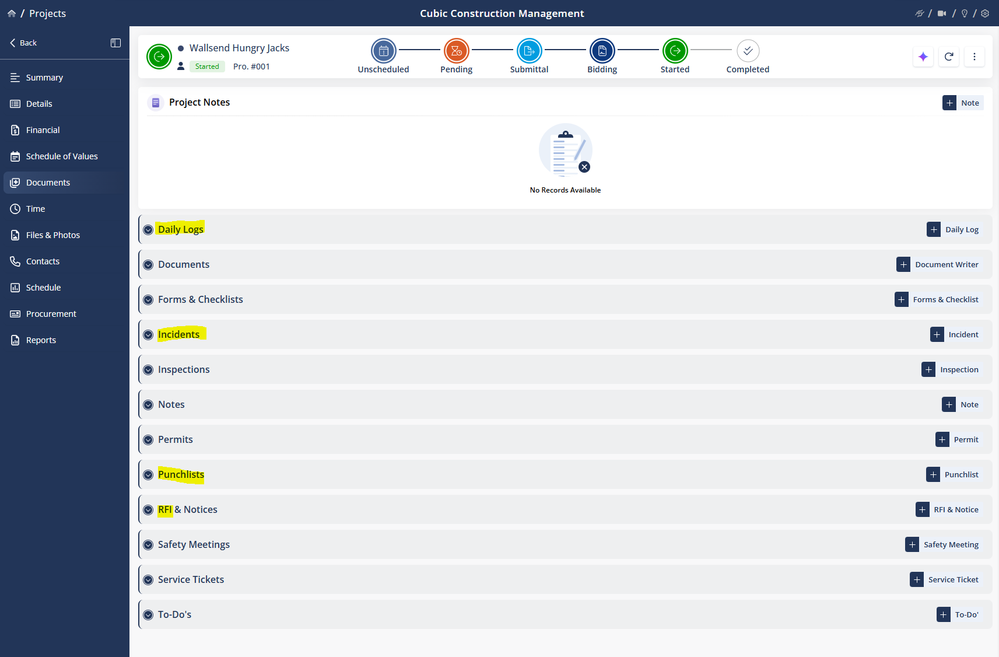 / Projects
Cubic Construction Management
/ / /
Back
Summary
Details
Financial
Schedule of Values
Documents
Time
Files & Photos
Contacts
Schedule
Procurement
Reports
Wallsend Hungry Jacks
Started Pro. #001
Unscheduled Pending Submittal Bidding Started Completed
Project Notes
+ Note
No Records Available
Daily Logs
+ Daily Log
Documents
+ Document Writer
Forms & Checklists
+ Forms & Checklist
Incidents
+ Incident
Inspections
+ Inspection
Notes
+ Note
Permits
+ Permit
Punchlists
+ Punchlist
RFI & Notices
+ RFI & Notice
Safety Meetings
+ Safety Meeting
Service Tickets
+ Service Ticket
To-Do's
+ To-Do'